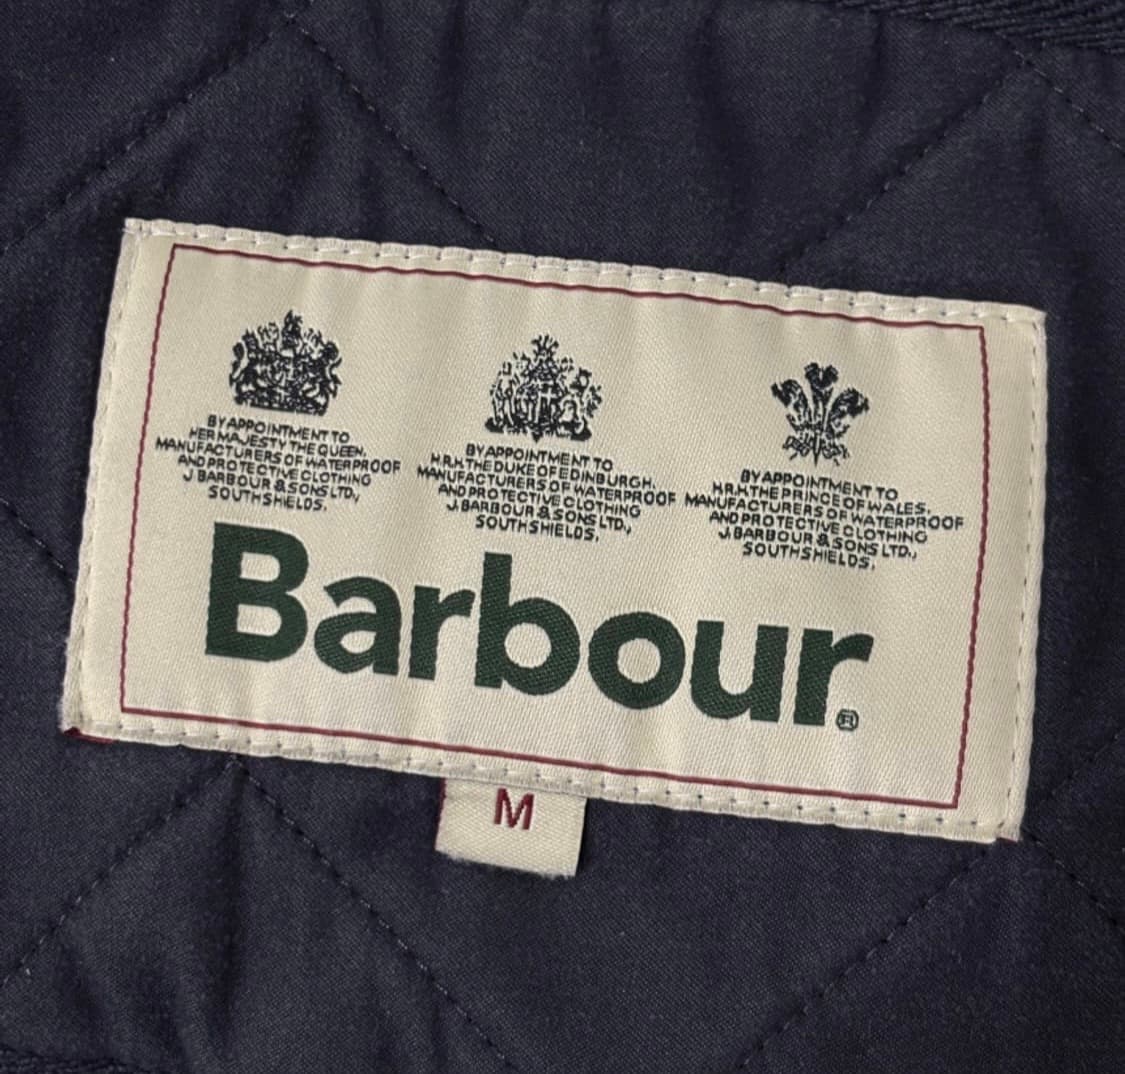 BY APPOINTMENT TO
HER MAJESTY THE QUEEN,
MANUFACTURERS OF WATERPROOF
AND PROTECTIVE CLOTHING
J BARBOUR & SONS LTD.,
SOUTH SHIELDS.
BY APPOINTMENT TO
H.R.H. THE DUKE OF EDINBURGH.
MANUFACTURERS OF WATERPROOF
AND PROTECTIVE CLOTHING
J. BARBOUR & SONS LTD.,
SOUTH SHIELDS.
BY APPOINTMENT TO
H.R.H. THE PRINCE OF WALES.
MANUFACTURERS OF WATERPROOF
AND PROTECTIVE CLOTHING
J. BARBOUR & SONS LTD.,
SOUTH SHIELDS.
Barbour®
M